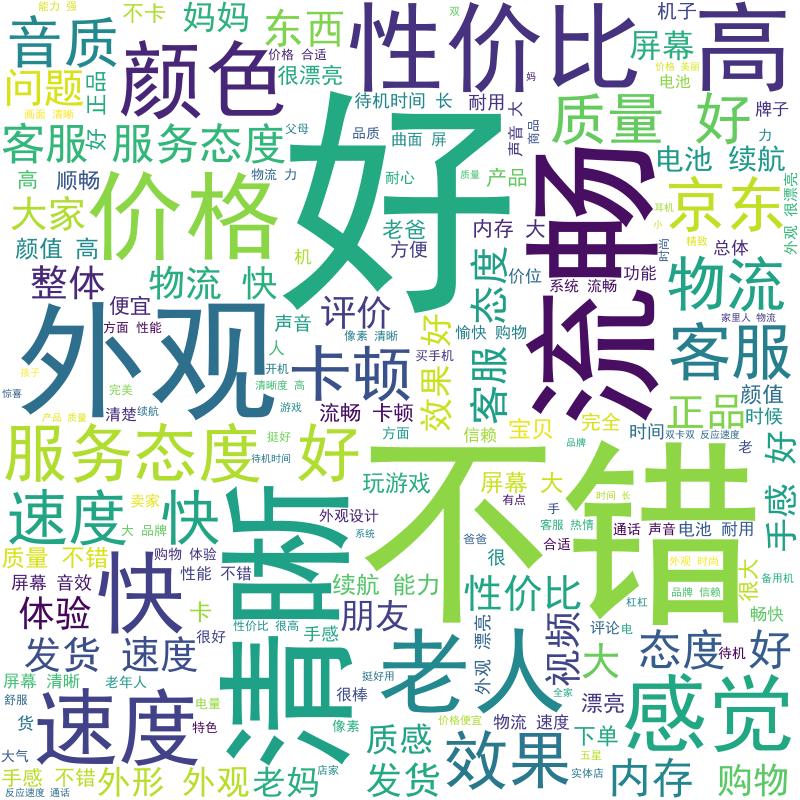 能力 强
不卡
妈妈
东西
双
性价比
机子
高
音质
颜色
价格 合适
很漂亮
屏幕
价格 美丽
电池
问题
正品
画面 清晰
待机时间 长
耐用
声音 大
商品
质量 好
牌子
力
客服
好
服务态度
父母
品质
曲面 屏
好
流畅
电池 续航
高
顺畅
物流 力
耐心
质量
产品
京东
耳机
小
很漂亮
外观
大家
价格
老爸
内存 大
时尚
精致
颜值 高
机
方便
态度
客服
价位
系统 流畅
功能
总体
整体
物流 快
物流
便宜
方面 性能
声音
评价
像素 清晰
好
效果
愉快 购物
家里人 物流
外观
人
开机
卡顿
买手机
客服
惊喜
孩子
完美
清晰度 高
颜值
产品 质量
清楚
续航
游戏
流畅 卡顿
正品
时候
服务态度 好
挺好
待机时间
方面
信赖
宝贝
完全
时间
双卡双
反应速度
品牌
老
手感 好
不错
速度 快
卖家
大 品牌
清晰
玩游戏
屏幕 大
有点
时间 长
外观设计
系统
手
客服 热情
通话 声音
电池 耐用
质量 不错
购物 体验
爸爸
很
合适
外观 时尚
很大
屏幕 音效
性能 不错
快
续航 能力
性价比
杠杠
品牌 信赖
备用机
体验
卡
很好
性价比 很高
手感
朋友
外观 漂亮
视频
评论
电
畅快
发货 速度
老人
大
态度 好
待机
屏幕 清晰
老年人
挺好用
全家
舒服
电量
很棒
漂亮
感觉
货
速度
特色
像素
价格便宜
物流 速度
大气
质感
下单
效果
五星
手感 不错
外形 外观
老妈
店家
发货
实体店
内存
购物
反应速度 通话
妈